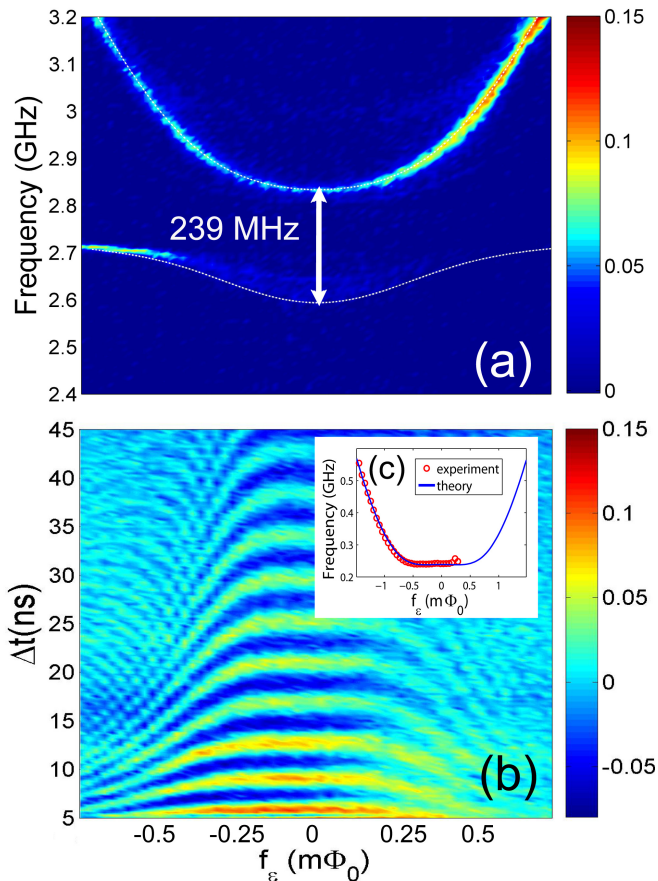 3.2
3.1
3
2.9
2.8
2.7
2.6
2.5
2.4
Frequency (GHz)
239 MHz
(a)
0.15
0.1
0.05
0
45
40
35
30
25
20
15
10
5
Δt(ns)
(c)
experiment
theory
Frequency (GHz)
0.5
0.4
0.3
0.2
-1 -0.5 0 0.5 1
f_ε (mΦ₀)
(b)
0.15
0.1
0.05
0
-0.05
-0.5 -0.25 0 0.25 0.5
f_ε (mΦ₀)